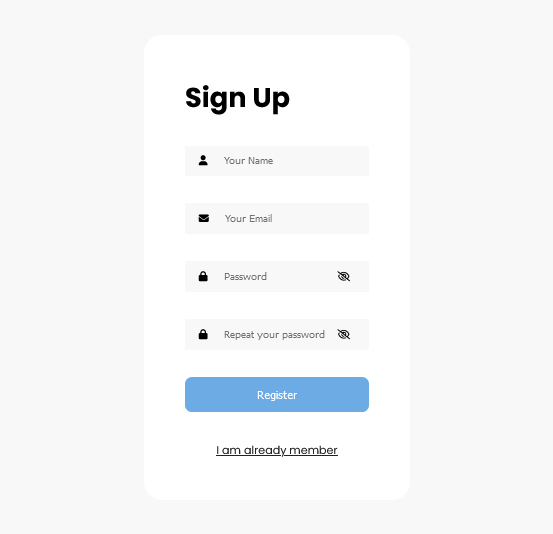 Sign Up
Your Name
Your Email
Password
Repeat your password
Register
I am already member